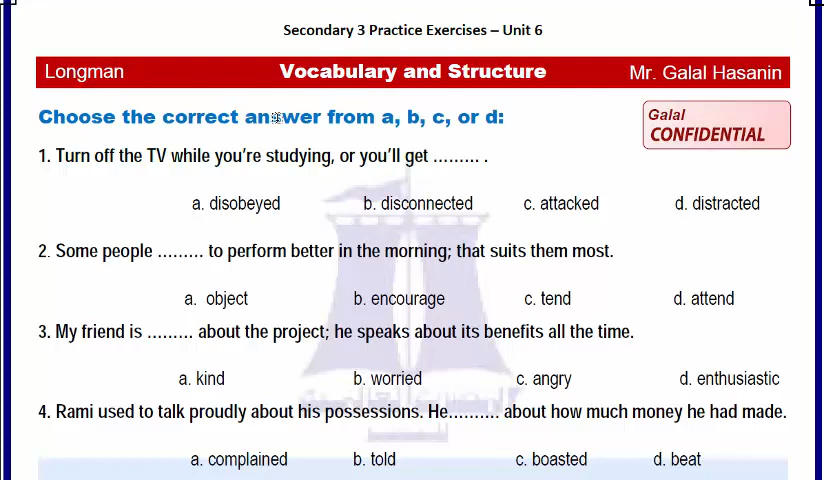 Secondary 3 Practice Exercises – Unit 6
Longman Vocabulary and Structure Mr. Galal Hasanin
Choose the correct answer from a, b, c, or d:
Galal
CONFIDENTIAL
1. Turn off the TV while you're studying, or you'll get ......... .
a. disobeyed b. disconnected c. attacked d. distracted
2. Some people ......... to perform better in the morning; that suits them most.
a. object b. encourage c. tend d. attend
3. My friend is ......... about the project; he speaks about its benefits all the time.
a. kind b. worried c. angry d. enthusiastic
4. Rami used to talk proudly about his possessions. He.......... about how much money he had made.
a. complained b. told c. boasted d. beat